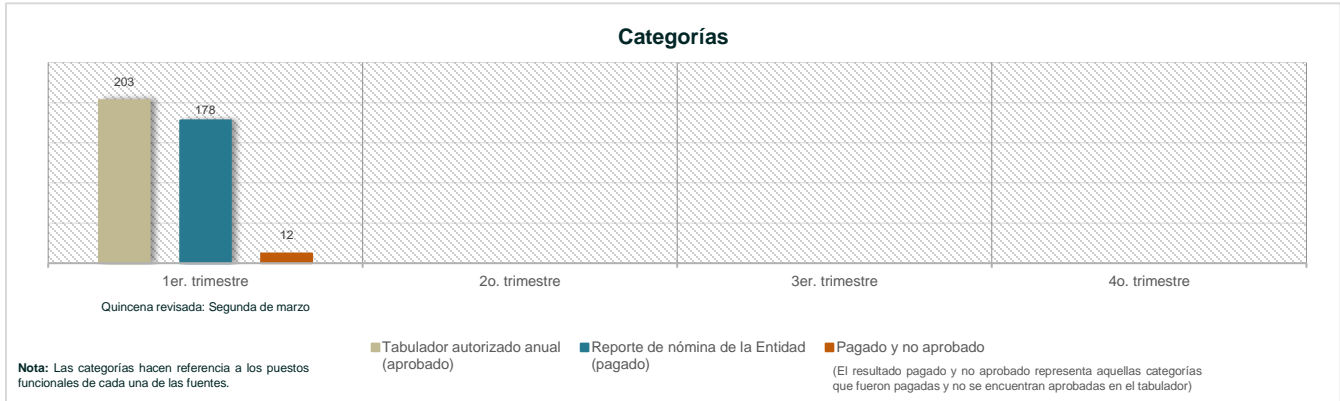 Categorías
203
178
12
1er. trimestre
2o. trimestre
3er. trimestre
4o. trimestre
Quincena revisada: Segunda de marzo
Tabulador autorizado anual
(aprobado)
Reporte de nómina de la Entidad
(pagado)
Pagado y no aprobado
(El resultado pagado y no aprobado representa aquellas categorías
que fueron pagadas y no se encuentran aprobadas en el tabulador)
Nota: Las categorías hacen referencia a los puestos
funcionales de cada una de las fuentes.